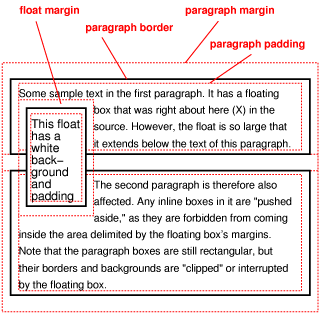 float margin
paragraph margin
paragraph border
paragraph padding
Some sample text in the first paragraph. It has a floating
box that was right about here (X) in the
source. However, the float is so large that
it extends below the text of this paragraph.
This float
has a
white
back-
ground
and
padding
The second paragraph is therefore also
affected. Any inline boxes in it are "pushed
aside," as they are forbidden from coming
inside the area delimited by the floating box's margins.
Note that the paragraph boxes are still rectangular, but
their borders and backgrounds are "clipped" or interrupted
by the floating box.